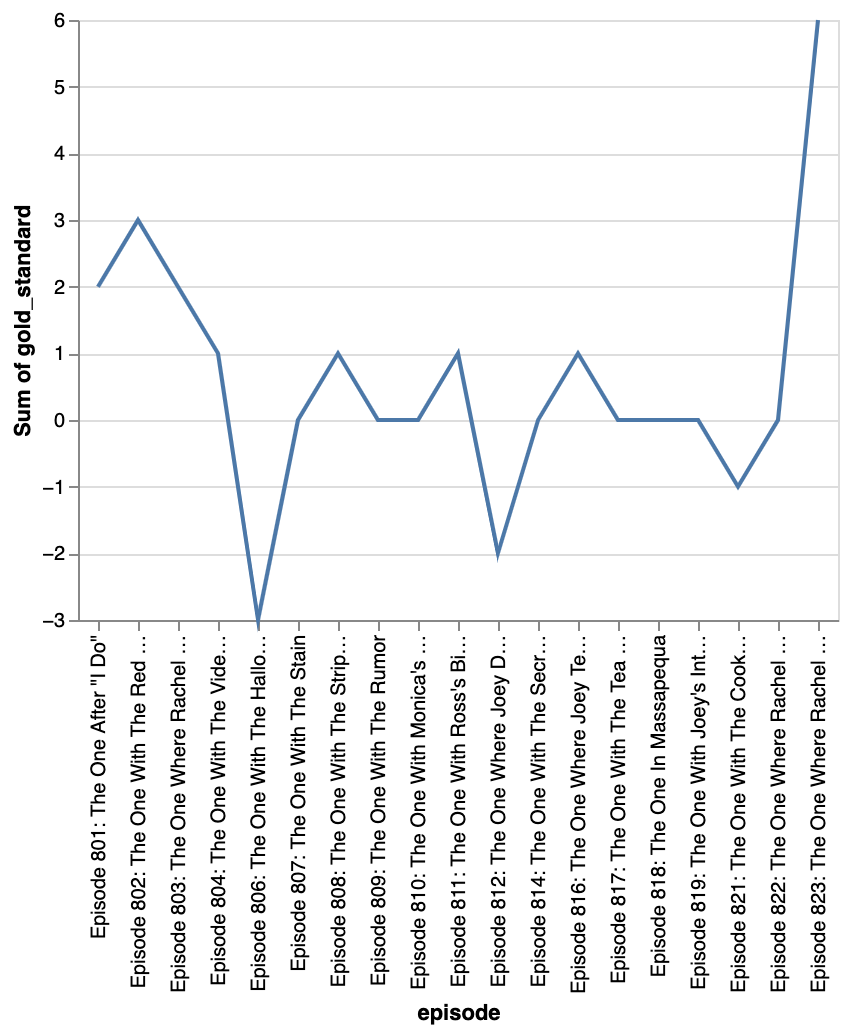 6
5
4
3
2
1
0
−1
−2
−3
Sum of gold_standard
Episode 801: The One After "I Do"
Episode 802: The One With The Red …
Episode 803: The One Where Rachel …
Episode 804: The One With The Vide…
Episode 806: The One With The Hallo…
Episode 807: The One With The Stain
Episode 808: The One With The Strip…
Episode 809: The One With The Rumor
Episode 810: The One With Monica's …
Episode 811: The One With Ross's Bi…
Episode 812: The One Where Joey D…
Episode 814: The One With The Secr…
Episode 816: The One Where Joey Te…
Episode 817: The One With The Tea …
Episode 818: The One In Massapequa
Episode 819: The One With Joey's Int…
Episode 821: The One With The Cook…
Episode 822: The One Where Rachel …
Episode 823: The One Where Rachel …
episode